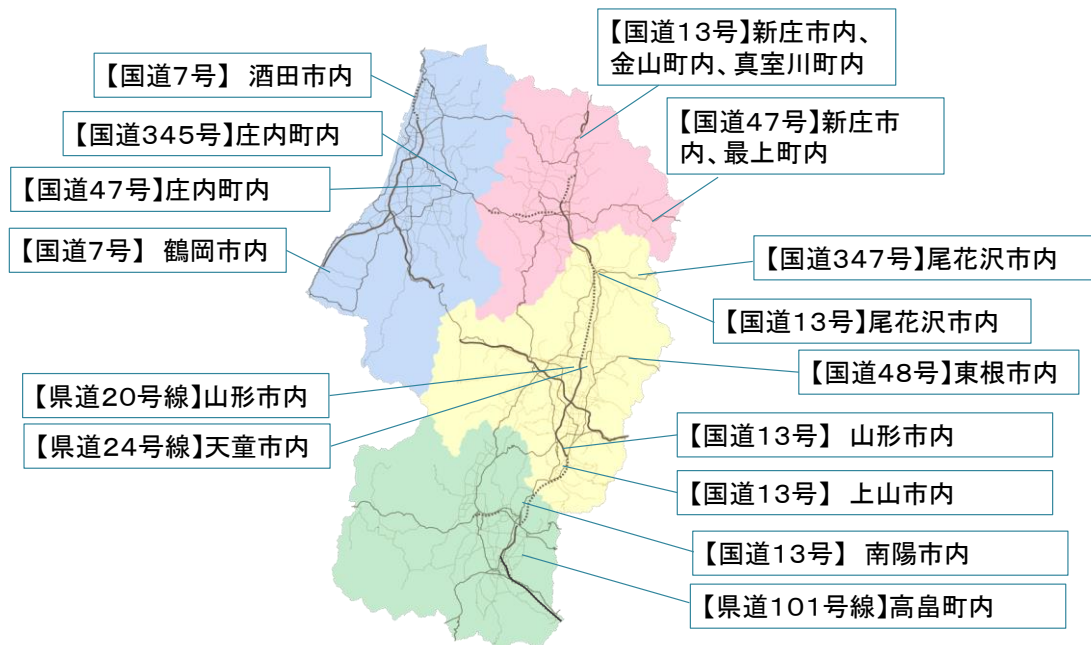 【国道7号】 酒田市内
【国道345号】庄内町内
【国道47号】庄内町内
【国道7号】 鶴岡市内
【県道20号線】山形市内
【県道24号線】天童市内
【国道13号】新庄市内、
金山町内、真室川町内
【国道47号】新庄市
内、最上町内
【国道347号】尾花沢市内
【国道13号】尾花沢市内
【国道48号】東根市内
【国道13号】 山形市内
【国道13号】 上山市内
【国道13号】 南陽市内
【県道101号線】高畠町内